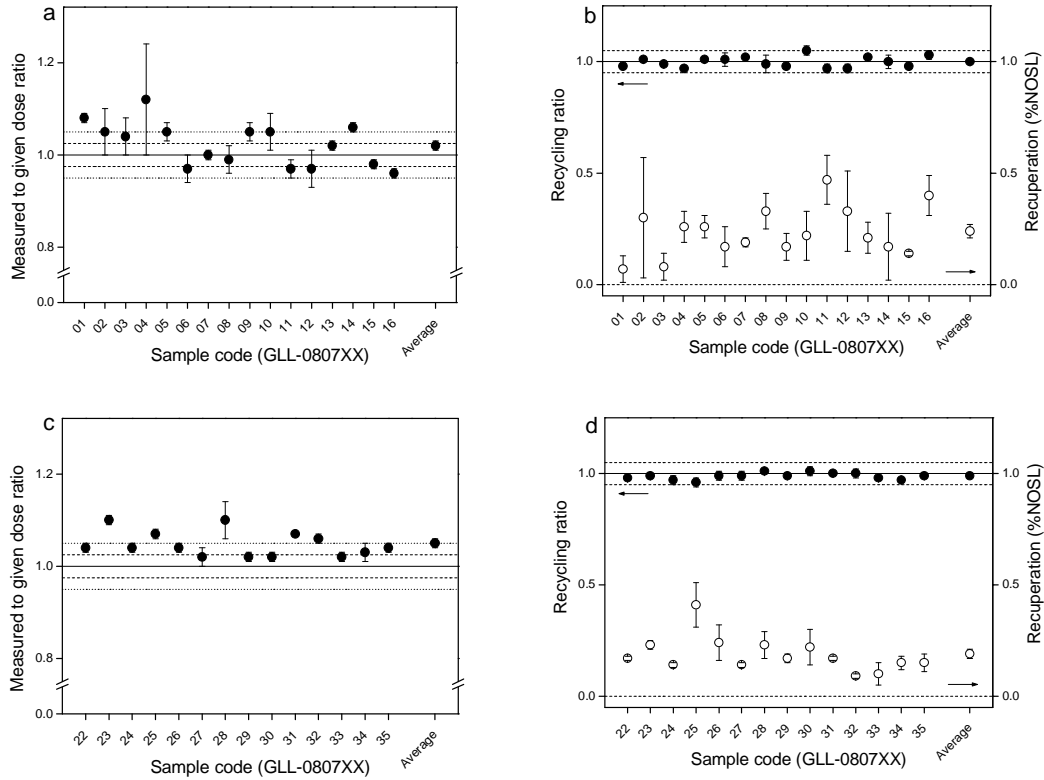 a
Measured to given dose ratio
1.2
1.0
0.8
0.0
01 02 03 04 05 06 07 08 09 10 11 12 13 14 15 16 Average
Sample code (GLL-0807XX)
b
Recycling ratio
1.0
0.5
0.0
Recuperation (%NOSL)
1.0
0.5
0.0
01 02 03 04 05 06 07 08 09 10 11 12 13 14 15 16 Average
Sample code (GLL-0807XX)
c
Measured to given dose ratio
1.2
1.0
0.8
0.0
22 23 24 25 26 27 28 29 30 31 32 33 34 35 Average
Sample code (GLL-0807XX)
d
Recycling ratio
1.0
0.5
0.0
Recuperation (%NOSL)
1.0
0.5
0.0
22 23 24 25 26 27 28 29 30 31 32 33 34 35 Average
Sample code (GLL-0807XX)